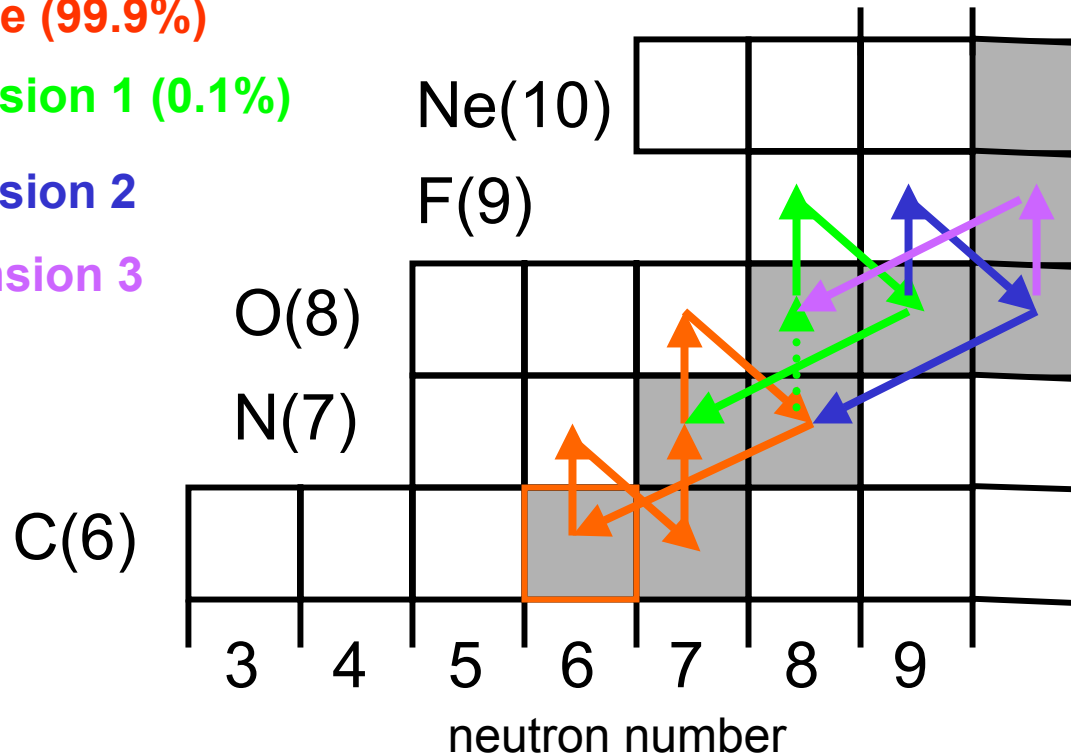 e (99.9%)
sion 1 (0.1%)
sion 2
nsion 3
Ne(10)
F(9)
O(8)
N(7)
C(6)
3 4 5 6 7 8 9
neutron number